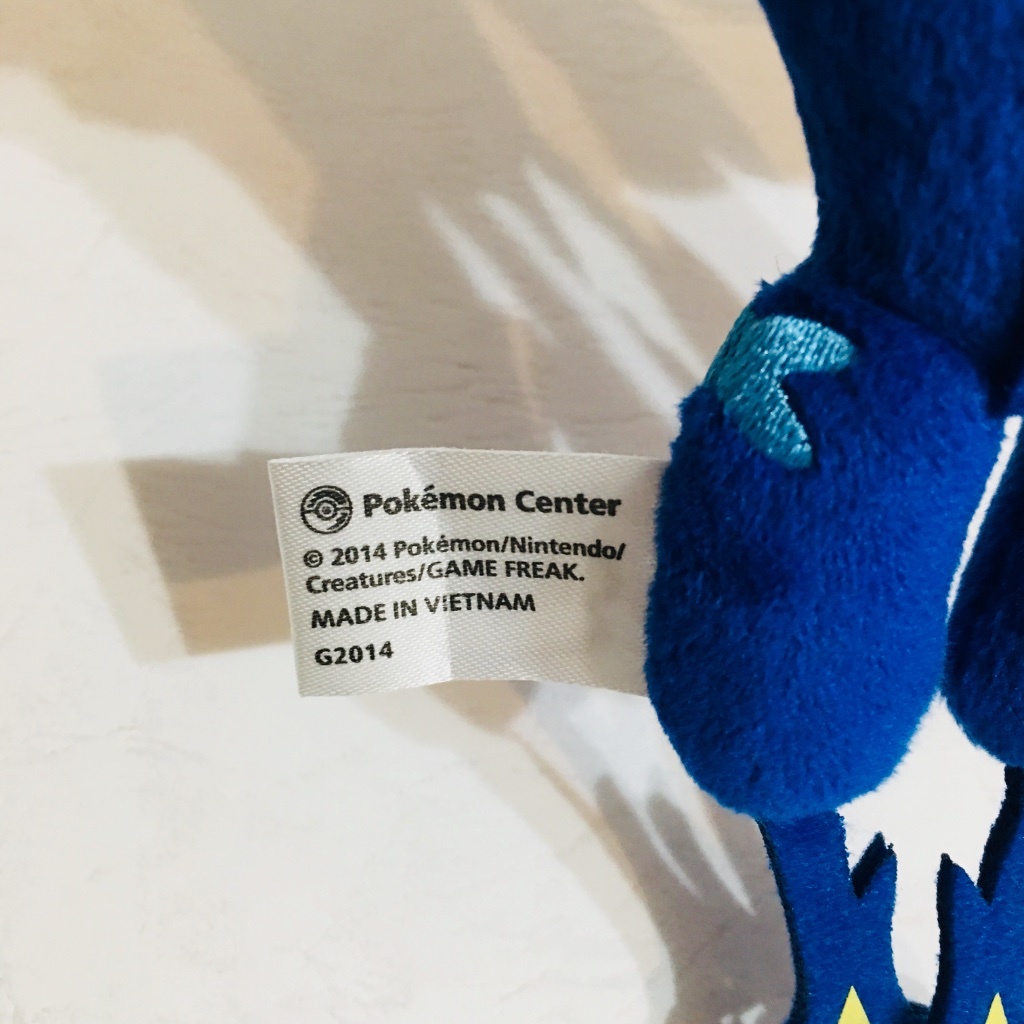 Pokémon Center
© 2014 Pokémon/Nintendo/
Creatures/GAME FREAK.
MADE IN VIETNAM
G2014